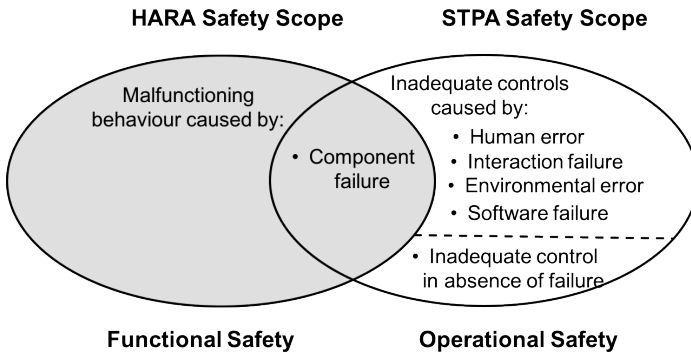 HARA Safety Scope
STPA Safety Scope
Malfunctioning
behaviour caused by:
• Component
failure
Inadequate controls
caused by:
• Human error
• Interaction failure
• Environmental error
• Software failure
• Inadequate control
in absence of failure
Functional Safety
Operational Safety